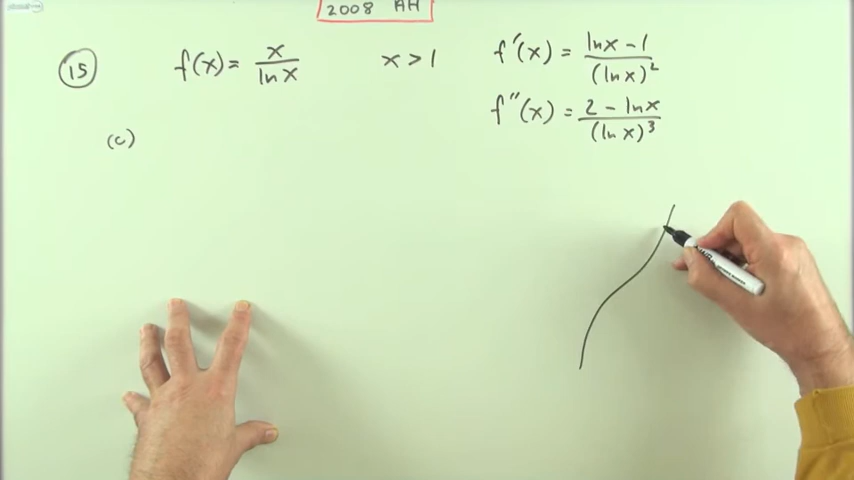 2008 AH
15 f(x) = x / ln x x > 1 f'(x) = ln x - 1 / (ln x)²
f''(x) = 2 - ln x / (ln x)³
(c)